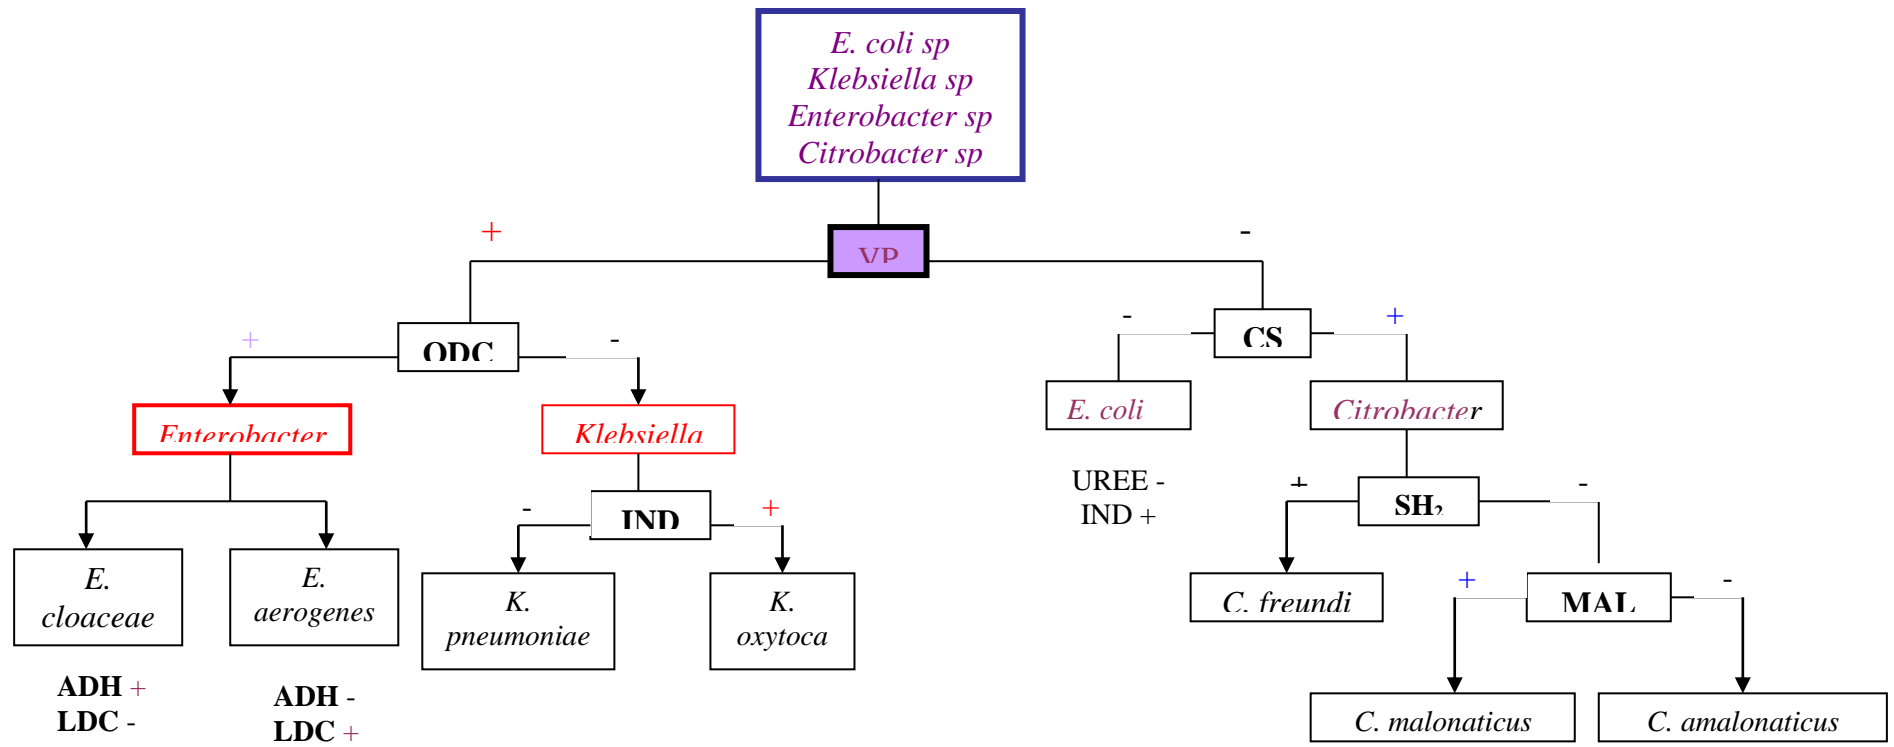 E. coli sp
Klebsiella sp
Enterobacter sp
Citrobacter sp
+
-
VP
-
+
+
-
ODC
CS
Enterobacter
Klebsiella
E. coli
Citrobacter
UREE -
IND +
-
IND
+
+
SH₂
-
E.
cloaceae
E.
aerogenes
K.
pneumoniae
K.
oxytoca
C. freundi
+
MAL
-
ADH +
LDC -
ADH -
LDC +
C. malonaticus
C. amalonaticus